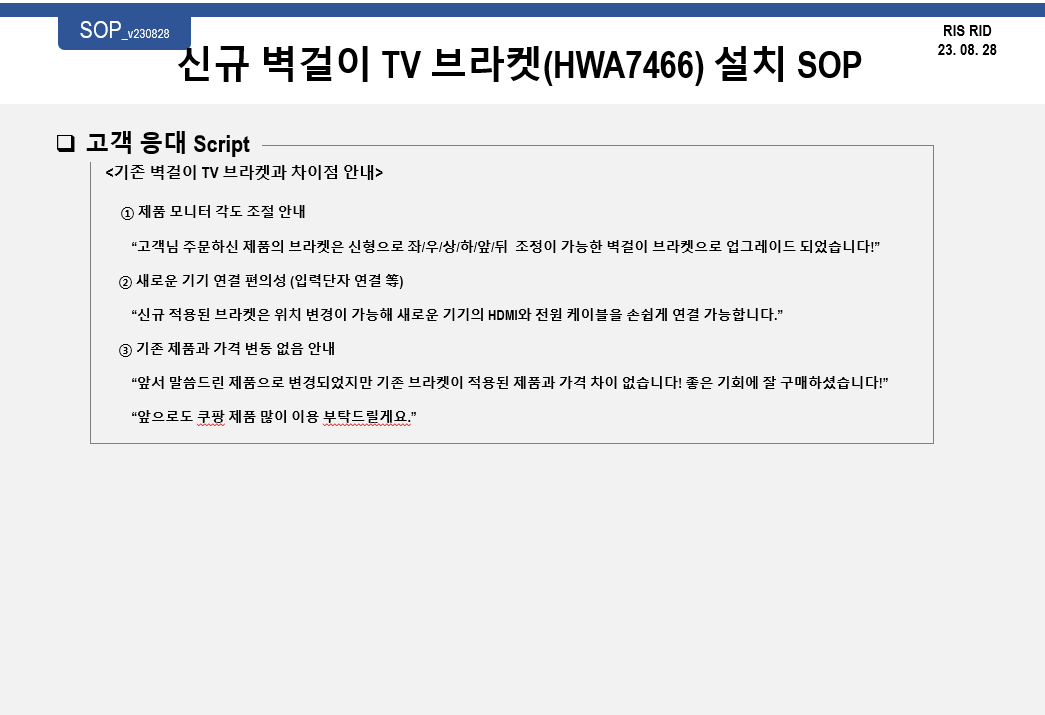 SOP_v230828
RIS RID
23. 08. 28
신규 벽걸이 TV 브라켓(HWA7466) 설치 SOP
❑ 고객 응대 Script
<기존 벽걸이 TV 브라켓과 차이점 안내>
① 제품 모니터 각도 조절 안내
“고객님 주문하신 제품의 브라켓은 신형으로 좌/우/상/하/앞/뒤 조정이 가능한 벽걸이 브라켓으로 업그레이드 되었습니다!”
② 새로운 기기 연결 편의성 (입력단자 연결 等)
“신규 적용된 브라켓은 위치 변경이 가능해 새로운 기기의 HDMI와 전원 케이블을 손쉽게 연결 가능합니다.”
③ 기존 제품과 가격 변동 없음 안내
“앞서 말씀드린 제품으로 변경되었지만 기존 브라켓이 적용된 제품과 가격 차이 없습니다! 좋은 기회에 잘 구매하셨습니다!”
“앞으로도 쿠팡 제품 많이 이용 부탁드릴게요.”